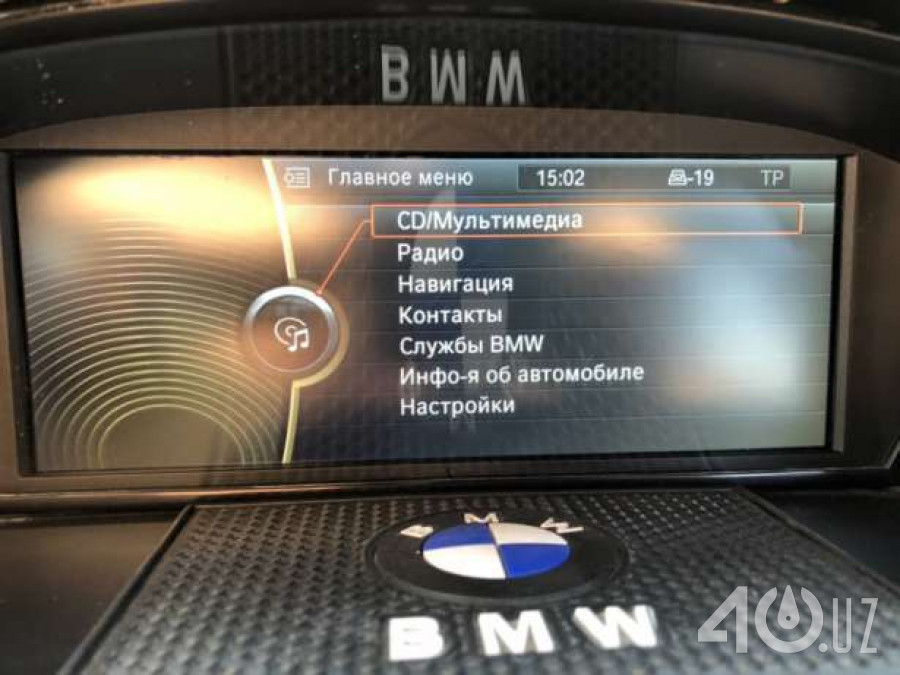 BMW
Главное меню 15:02 -19 TP
CD/Мультимедиа
Радио
Навигация
Контакты
Службы BMW
Инфо-я об автомобиле
Настройки
BMW
BMW
40.UZ